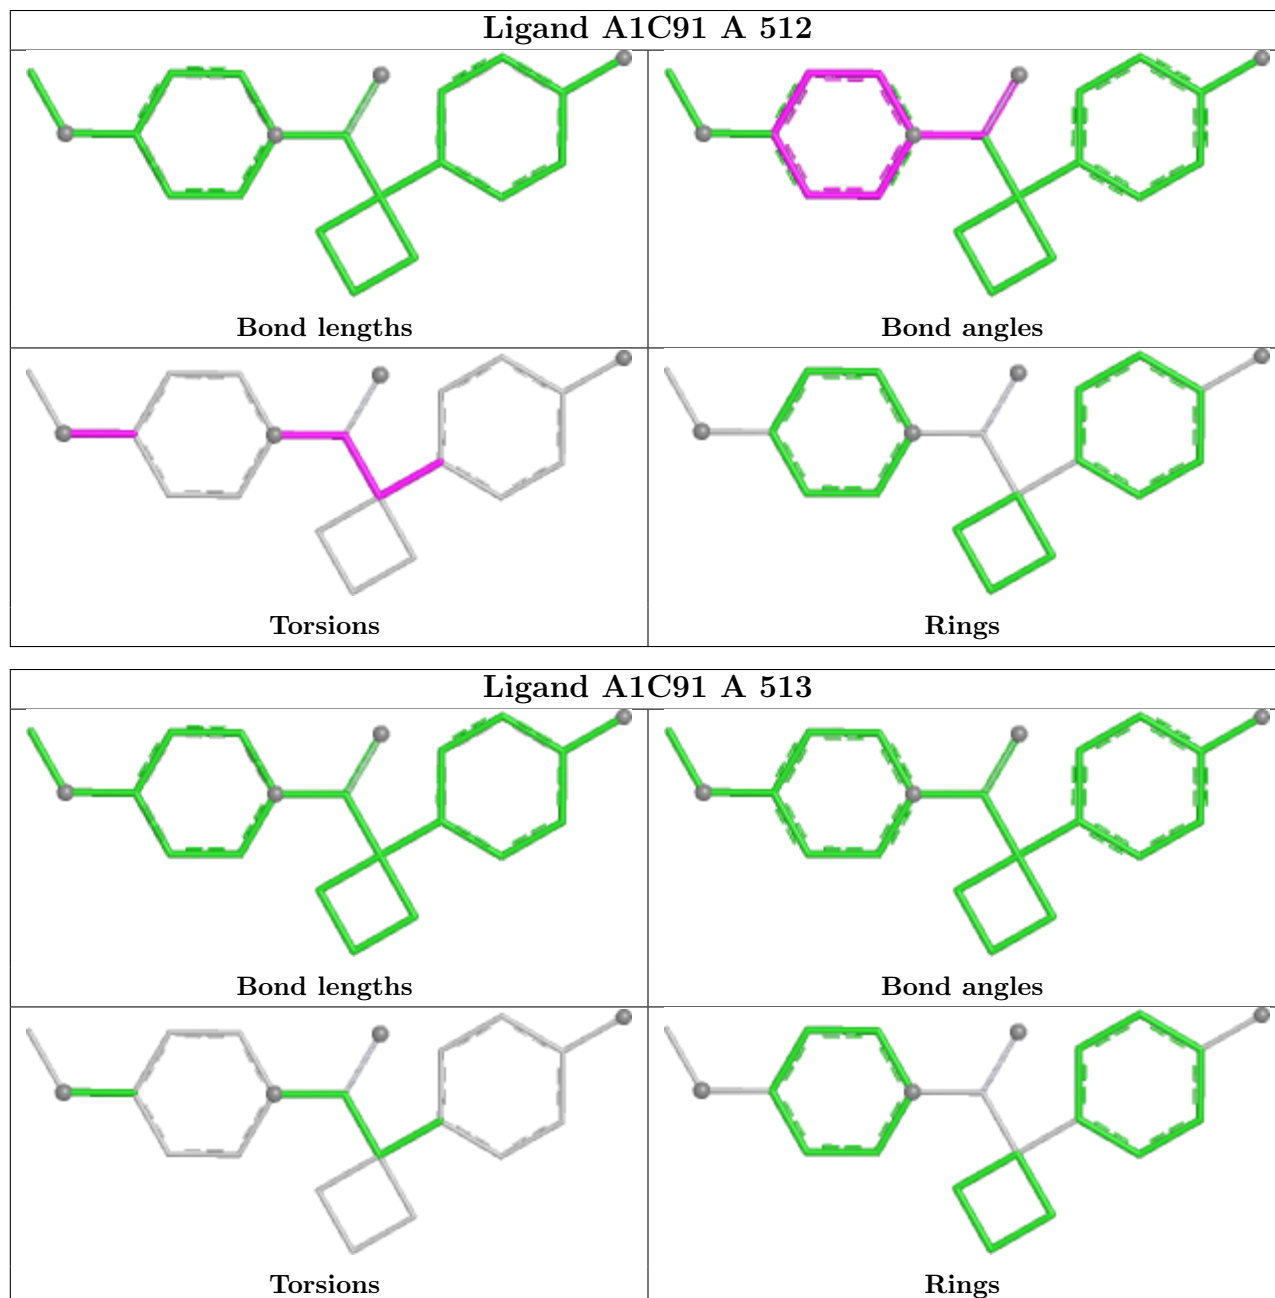 Ligand A1C91 A 512
Bond lengths
Bond angles
Torsions
Rings
Ligand A1C91 A 513
Bond lengths
Bond angles
Torsions
Rings